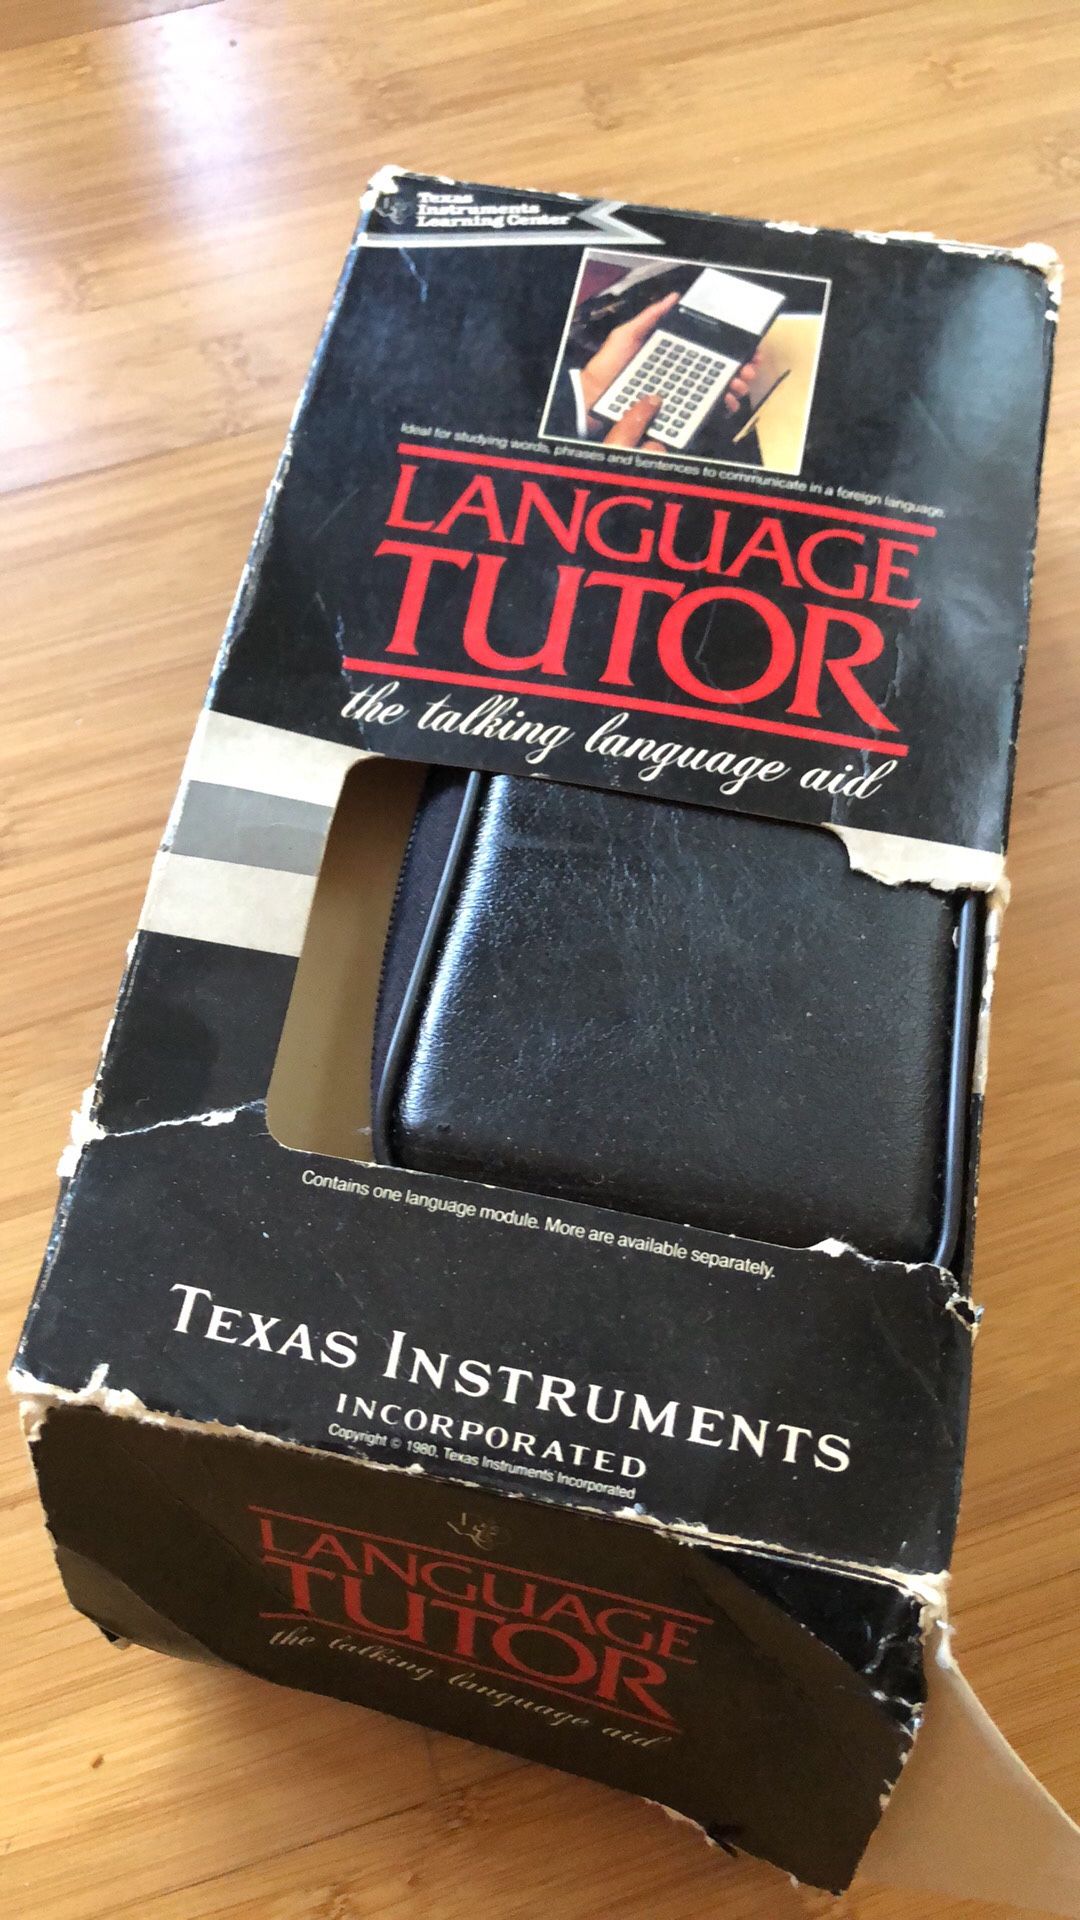 Texas
Instruments
Learning Center
Ideal for studying words, phrases and sentences to communicate in a foreign language.
LANGUAGE
TUTOR
the talking language aid
Contains one language module. More are available separately.
TEXAS INSTRUMENTS
INCORPORATED
Copyright © 1980, Texas Instruments Incorporated
LANGUAGE
TUTOR
the talking language aid